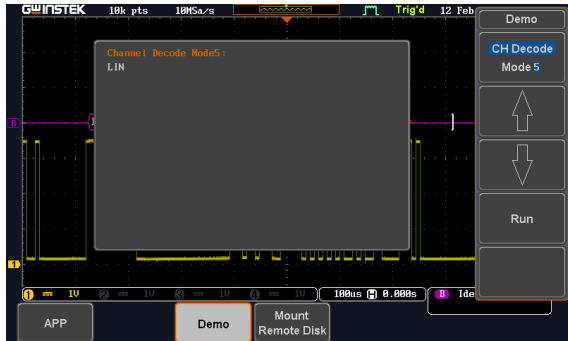 GWINSTEK 10k pts 10MSa/s Trig'd 12 Feb
Demo
Channel Decode Mode5:
LIN
CH Decode
Mode 5
B
Run
1
1 1V 2 1V 3 1V 4 1V 100us H 0.000s B Ide
APP Demo Mount
Remote Disk